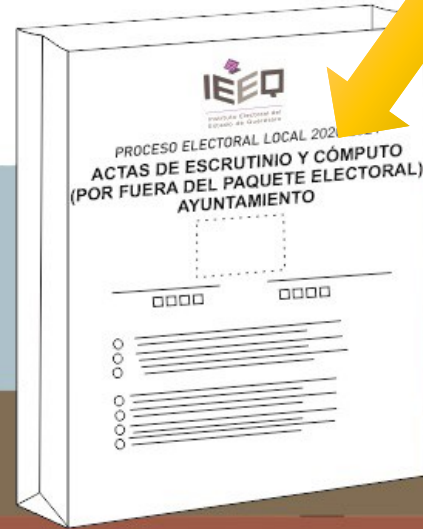 IEEQ
Instituto Electoral del
Estado de Querétaro
PROCESO ELECTORAL LOCAL
ACTAS DE ESCRUTINIO Y CÓMPUTO
(POR FUERA DEL PAQUETE ELECTORAL)
AYUNTAMIENTO